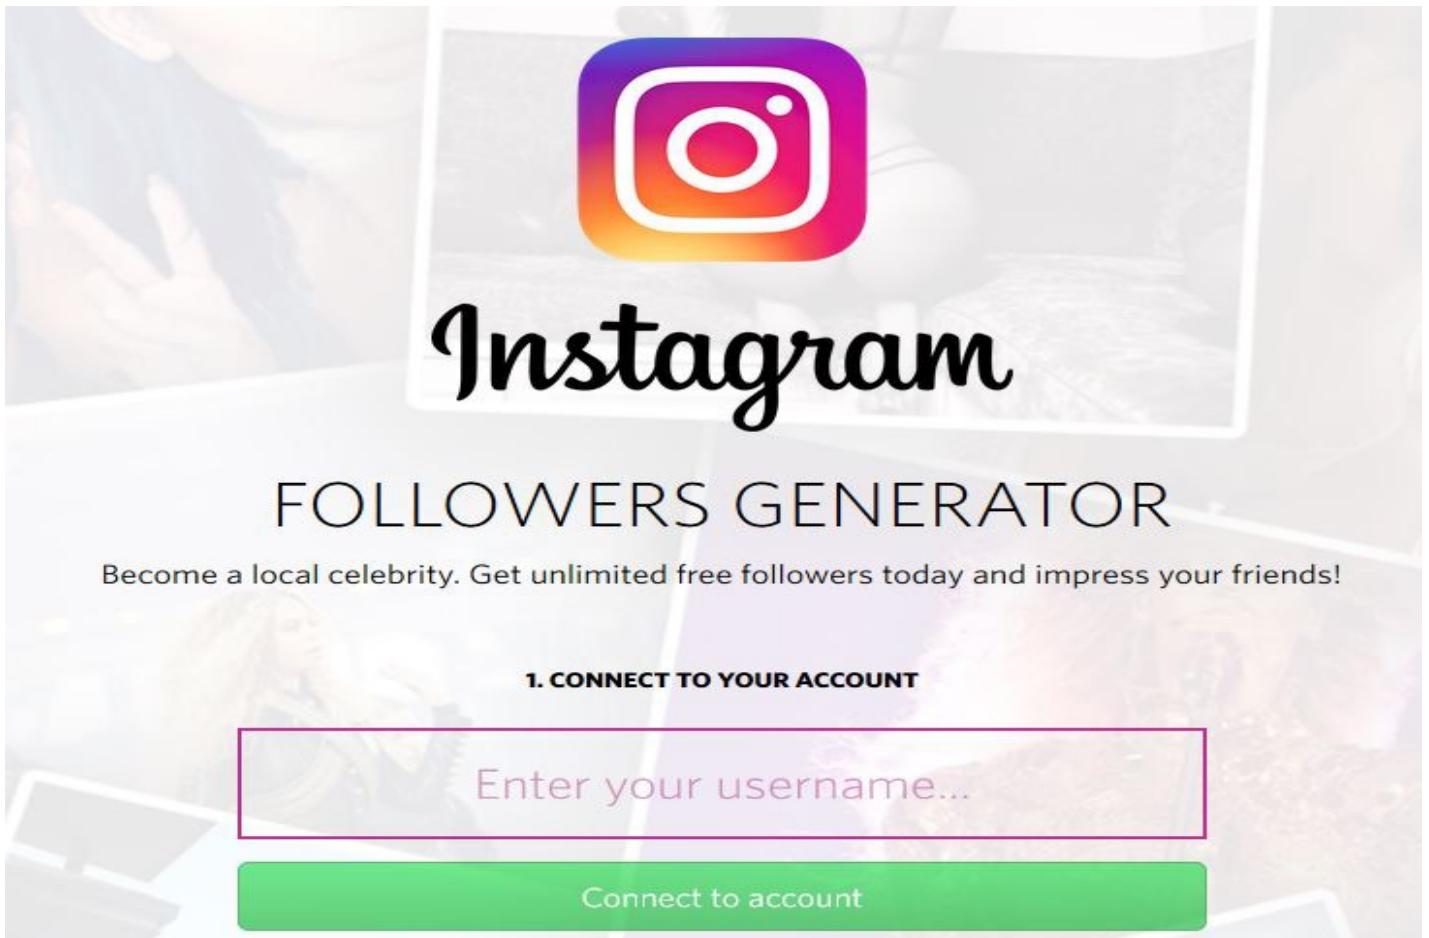 Instagram
FOLLOWERS GENERATOR
Become a local celebrity. Get unlimited free followers today and impress your friends!
1. CONNECT TO YOUR ACCOUNT
Enter your username...
Connect to account